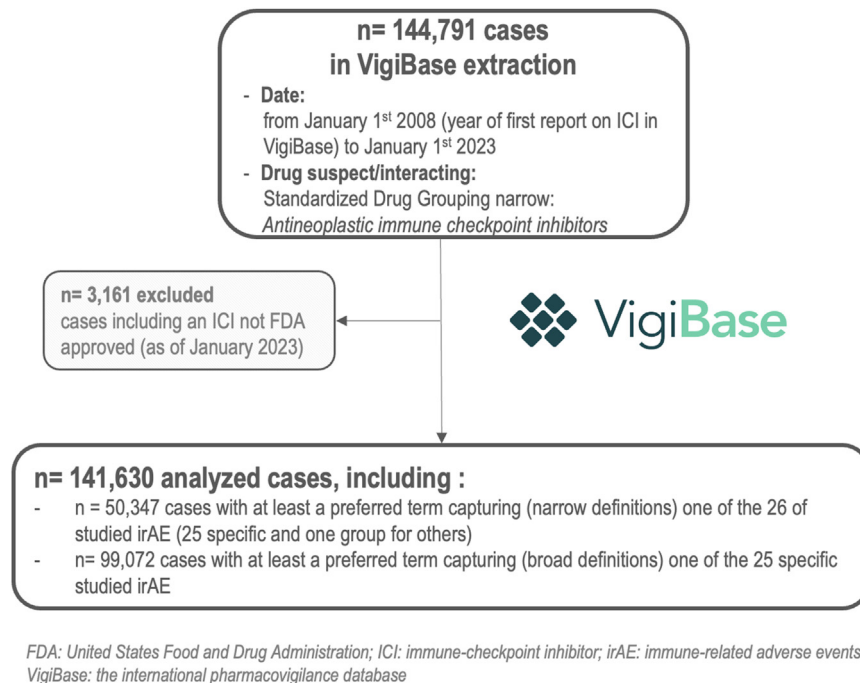 n= 144,791 cases
in VigiBase extraction
- Date:
from January 1st 2008 (year of first report on ICI in
VigiBase) to January 1st 2023
- Drug suspect/interacting:
Standardized Drug Grouping narrow:
Antineoplastic immune checkpoint inhibitors
n= 3,161 excluded
cases including an ICI not FDA
approved (as of January 2023)
VigiBase
n= 141,630 analyzed cases, including :
- n = 50,347 cases with at least a preferred term capturing (narrow definitions) one of the 26 of
studied irAE (25 specific and one group for others)
- n= 99,072 cases with at least a preferred term capturing (broad definitions) one of the 25 specific
studied irAE
FDA: United States Food and Drug Administration; ICI: immune-checkpoint inhibitor; irAE: immune-related adverse events
VigiBase: the international pharmacovigilance database